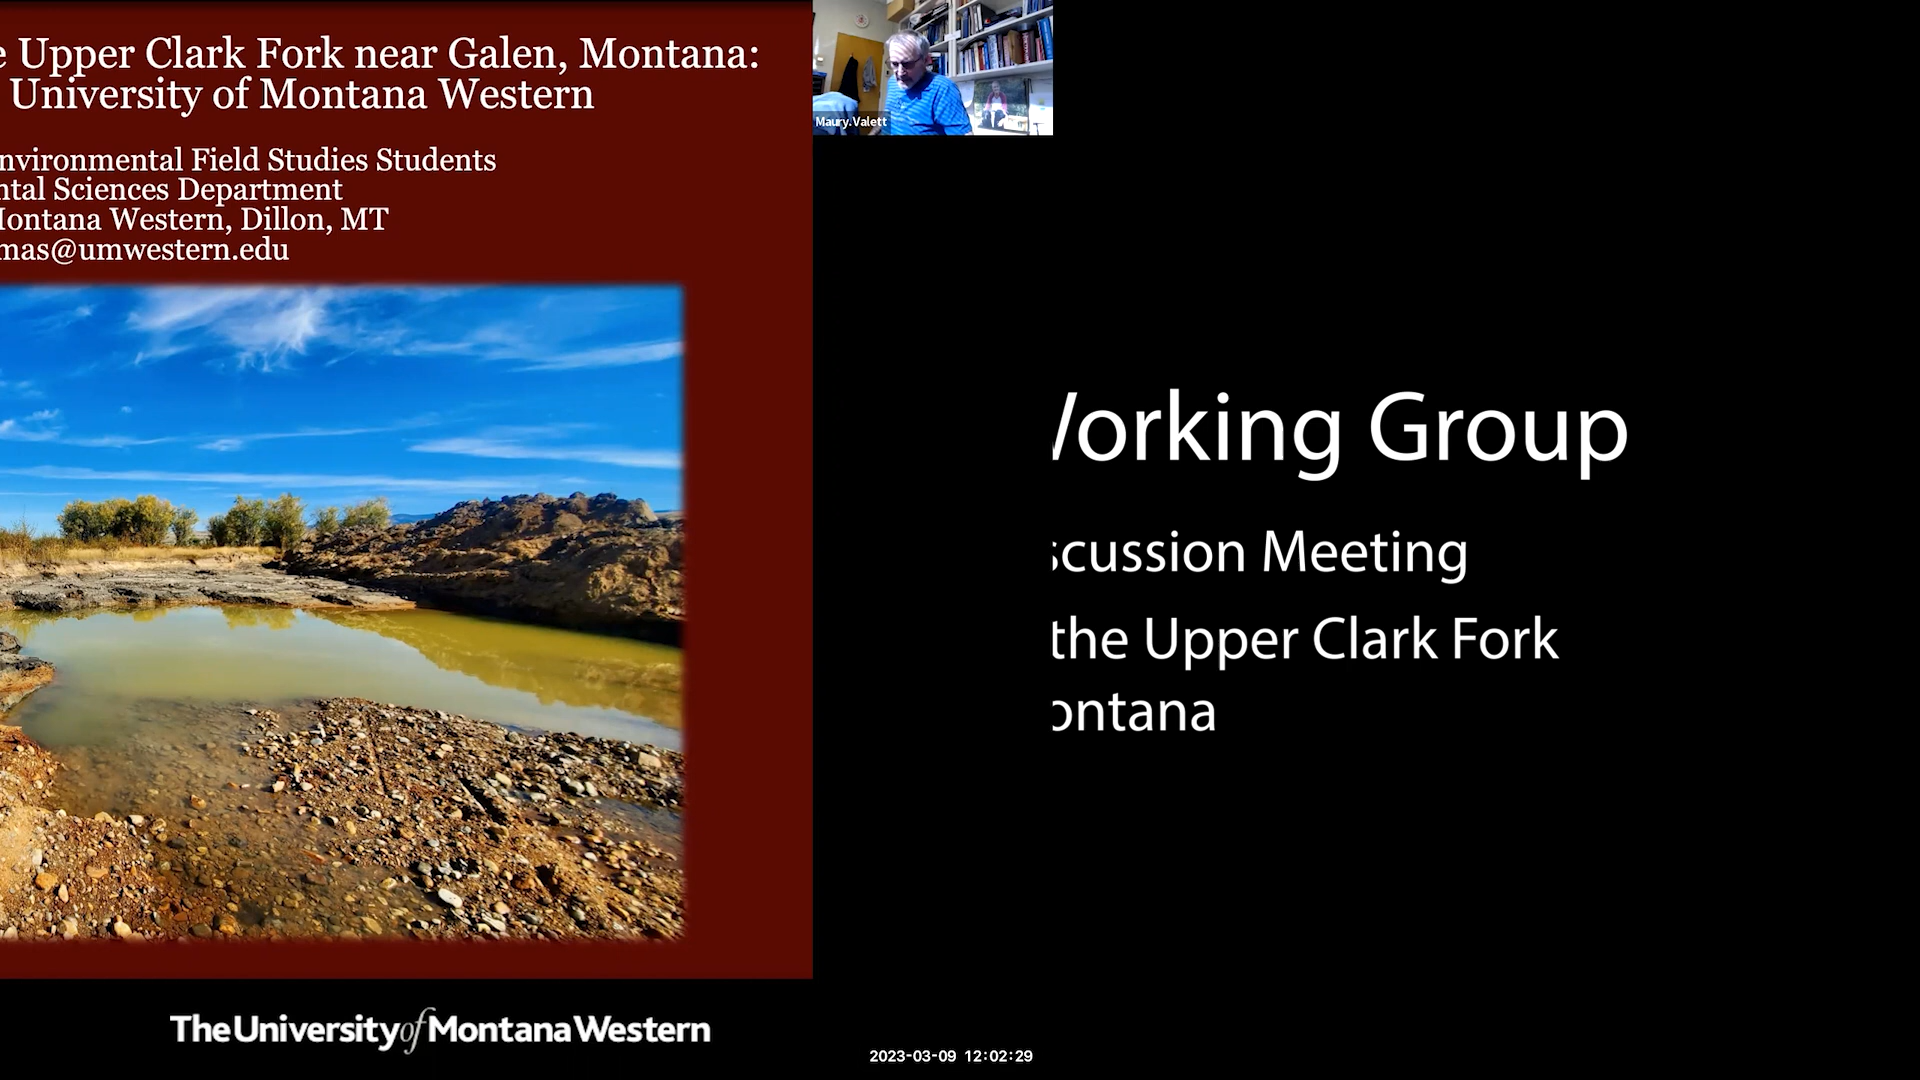 e Upper Clark Fork near Galen, Montana:
University of Montana Western
nvironmental Field Studies Students
ntal Sciences Department
Montana Western, Dillon, MT
mas@umwestern.edu
The University of Montana Western
Maury.Valett
Working Group
scussion Meeting
the Upper Clark Fork
ontana
2023-03-09 12:02:29